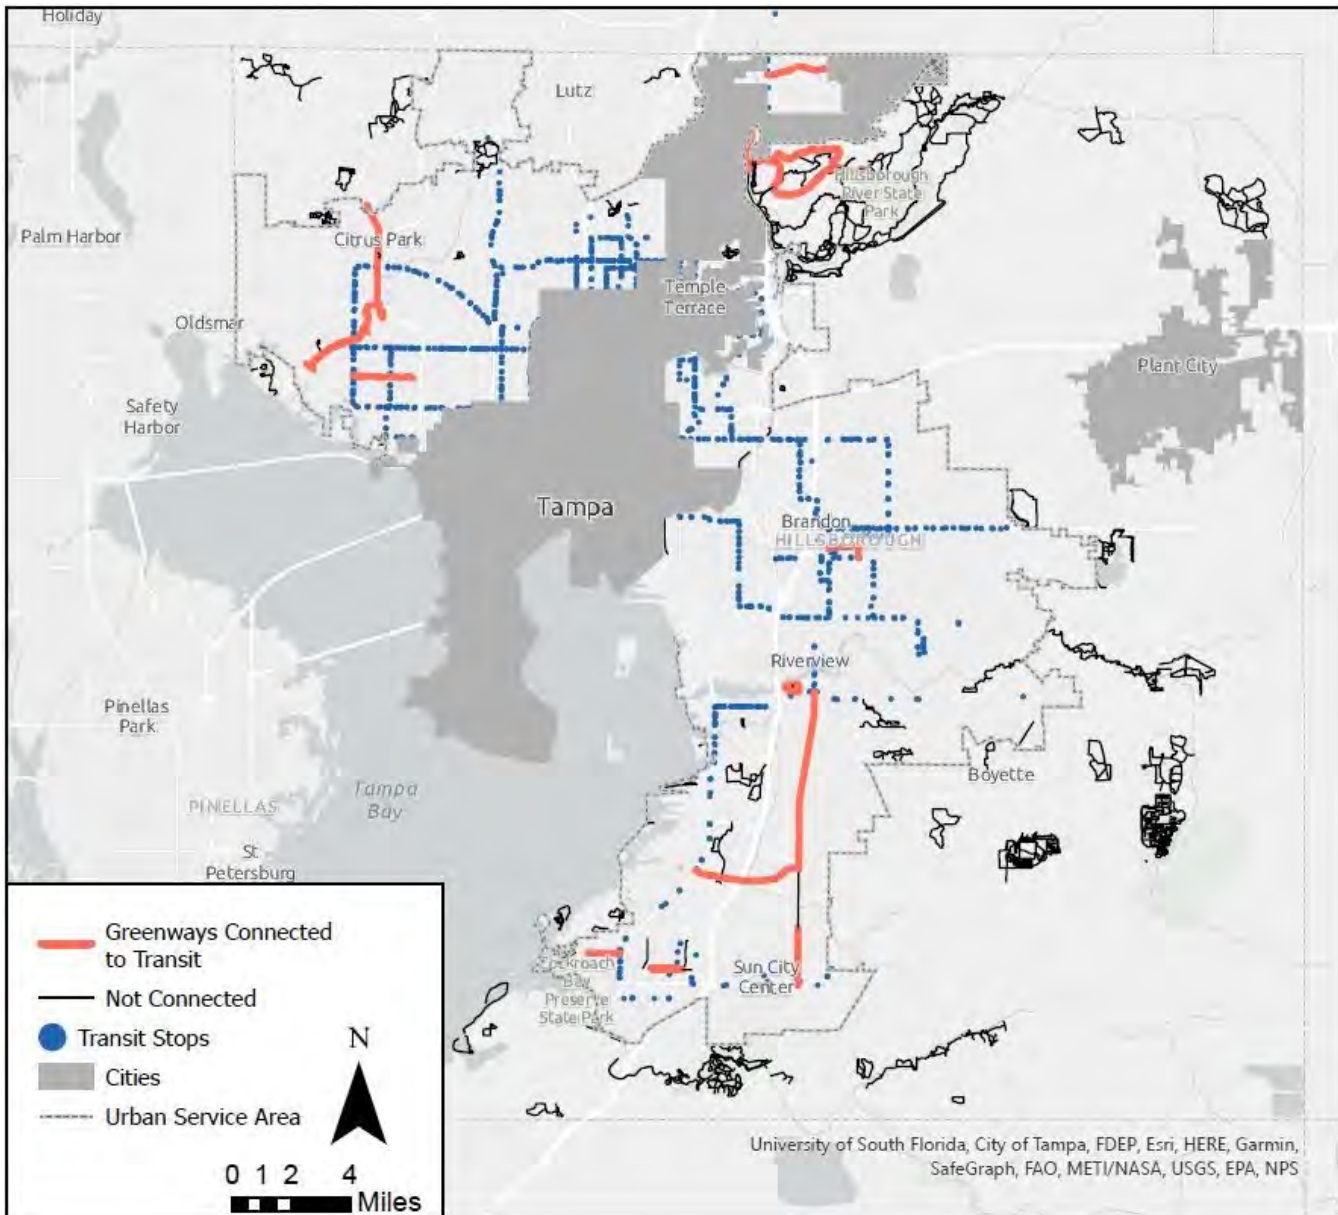 Holiday
Lutz
Hillsborough
River State
Park
Palm Harbor
Citrus Park
Temple
Terrace
Oldsmar
Plant City
Safety
Harbor
Tampa
Brandon
HILLSBOROUGH
Riverview
Pinellas
Park
Boyette
Tampa
Bay
PINELLAS
St
Petersburg
Sun City
Center
ckroach
Bay
Preserve
State Park
Greenways Connected
to Transit
Not Connected
Transit Stops
Cities
Urban Service Area
N
0 1 2 4
Miles
University of South Florida, City of Tampa, FDEP, Esri, HERE, Garmin,
SafeGraph, FAO, METI/NASA, USGS, EPA, NPS